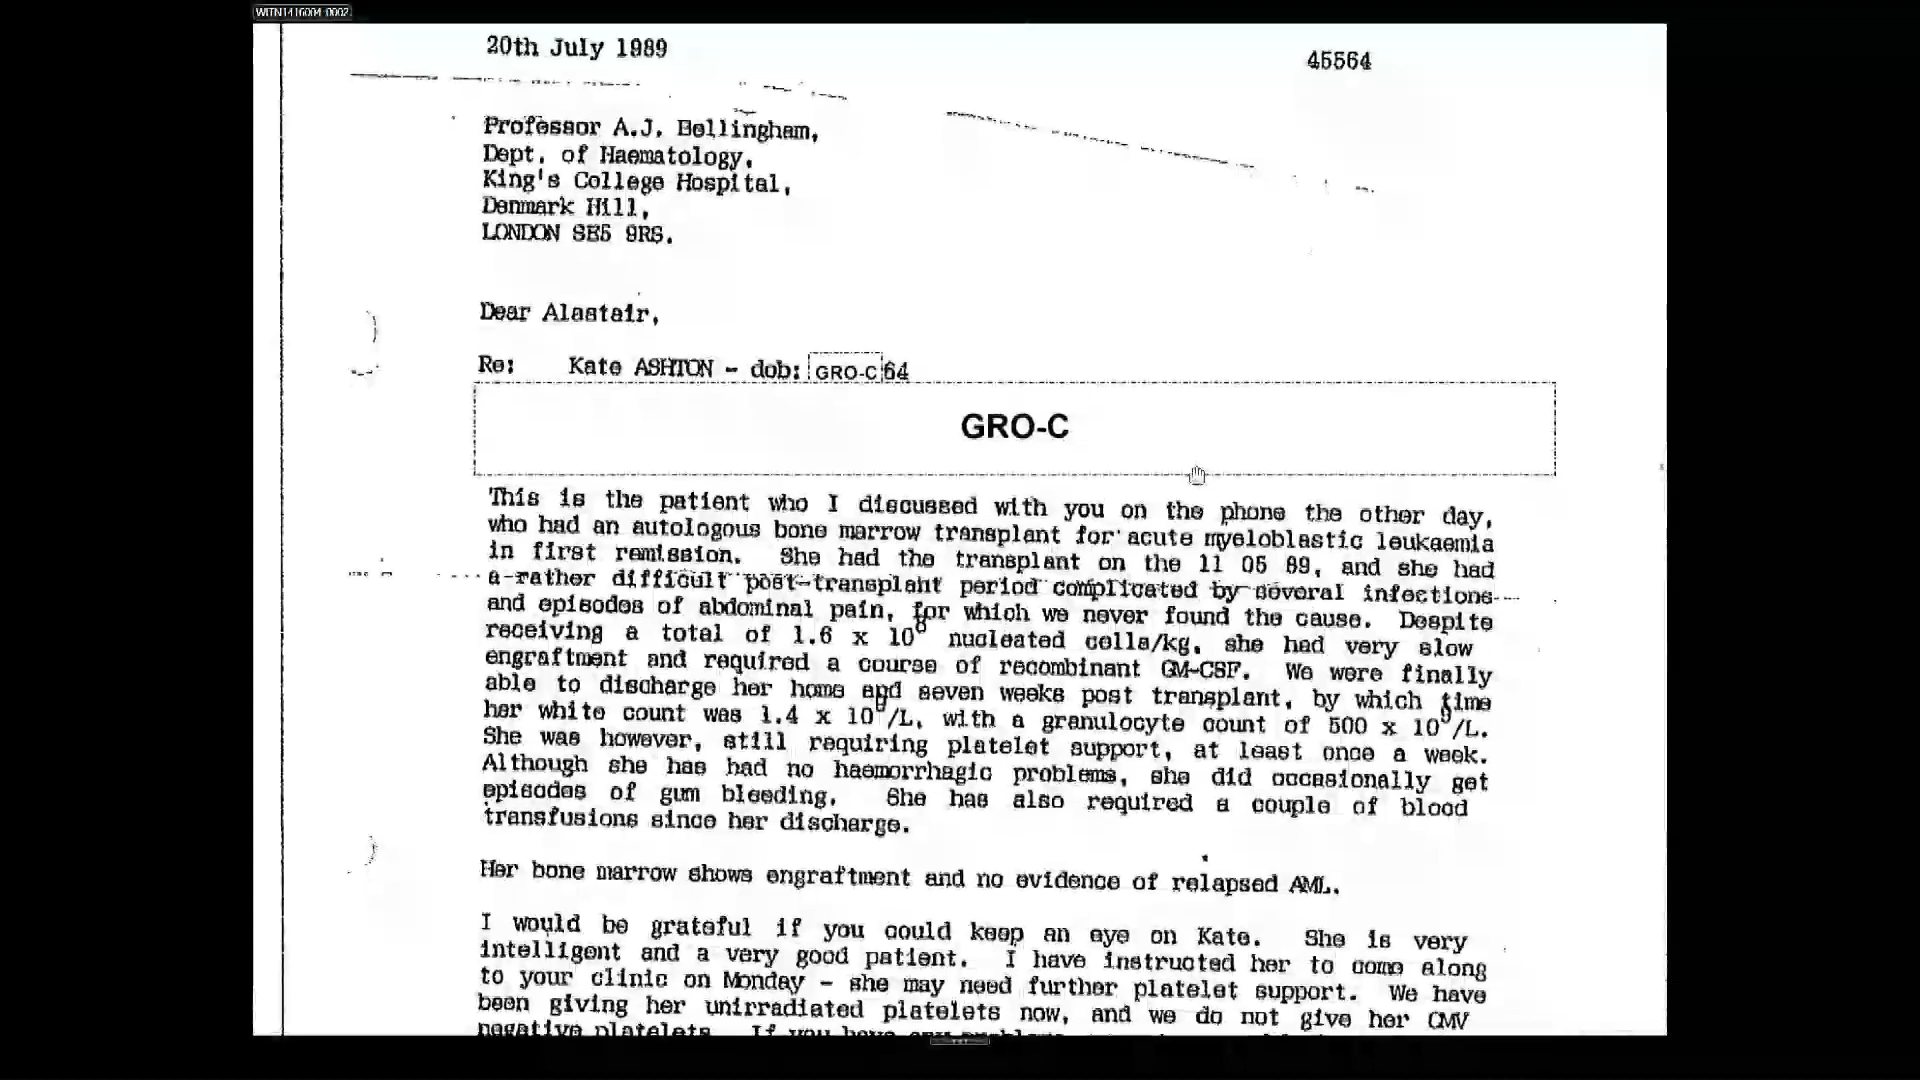 WITN1416004_0002
20th July 1989
45564
Professor A.J. Bellingham,
Dept. of Haematology,
King's College Hospital,
Denmark Hill,
LONDON SE5 9RS.
Dear Alastair,
Re: Kate ASHTON - dob: GRO-C 64
GRO-C
This is the patient who I discussed with you on the phone the other day,
who had an autologous bone marrow transplant for acute myeloblastic leukaemia
in first remission. She had the transplant on the 11 05 89, and she had
a rather difficult post-transplant period complicated by several infections
and episodes of abdominal pain, for which we never found the cause. Despite
receiving a total of 1.6 x 10⁸ nucleated cells/kg, she had very slow
engraftment and required a course of recombinant GM-CSF. We were finally
able to discharge her home and seven weeks post transplant, by which time
her white count was 1.4 x 10⁹/L, with a granulocyte count of 500 x 10⁹/L.
She was however, still requiring platelet support, at least once a week.
Although she has had no haemorrhagic problems, she did occasionally get
episodes of gum bleeding. She has also required a couple of blood
transfusions since her discharge.
Her bone marrow shows engraftment and no evidence of relapsed AML.
I would be grateful if you could keep an eye on Kate. She is very
intelligent and a very good patient. I have instructed her to come along
to your clinic on Monday - she may need further platelet support. We have
been giving her unirradiated platelets now, and we do not give her CMV
negative platelets. If you have any